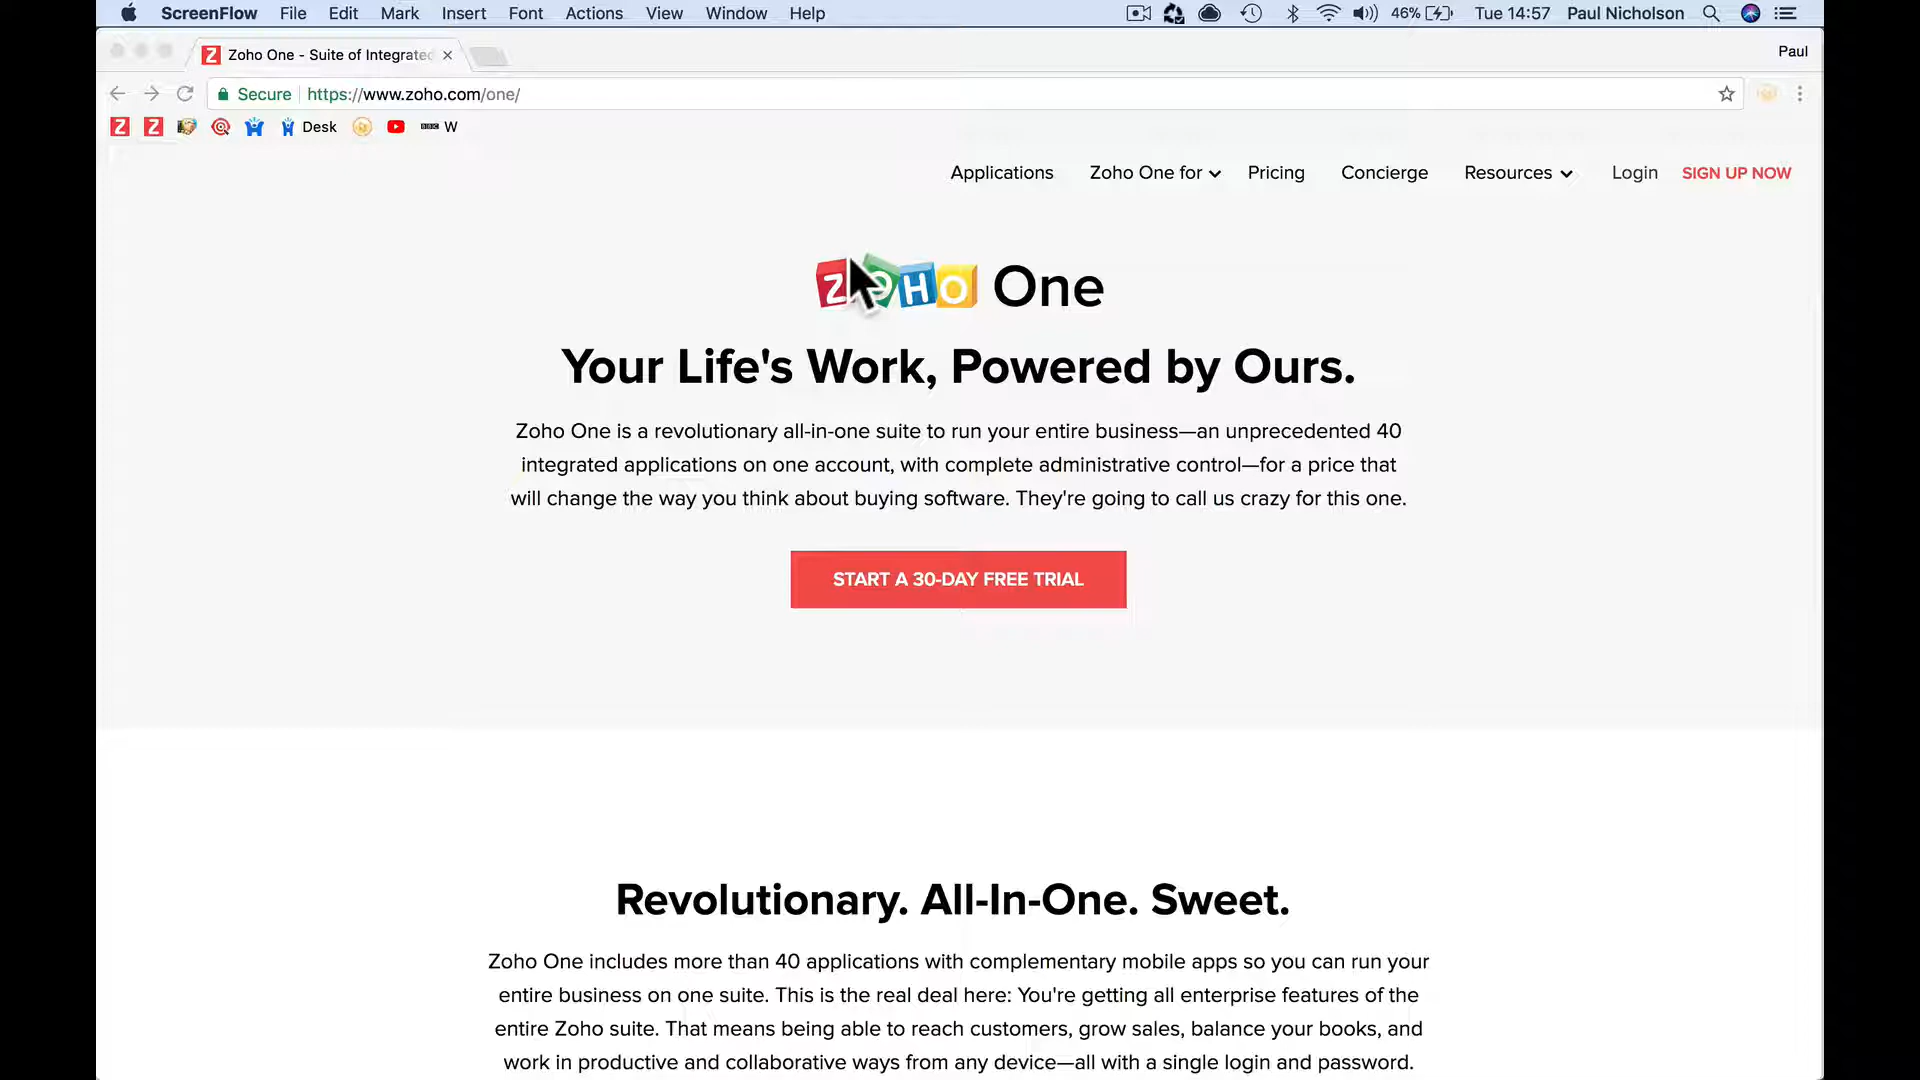 ScreenFlow File Edit Mark Insert Font Actions View Window Help 46% Tue 14:57 Paul Nicholson
Zoho One - Suite of Integrated Paul
Secure https://www.zoho.com/one/
Desk BBC W
Applications Zoho One for Pricing Concierge Resources Login SIGN UP NOW
ZOHO One
Your Life's Work, Powered by Ours.
Zoho One is a revolutionary all-in-one suite to run your entire business—an unprecedented 40
integrated applications on one account, with complete administrative control—for a price that
will change the way you think about buying software. They're going to call us crazy for this one.
START A 30-DAY FREE TRIAL
Revolutionary. All-In-One. Sweet.
Zoho One includes more than 40 applications with complementary mobile apps so you can run your
entire business on one suite. This is the real deal here: You're getting all enterprise features of the
entire Zoho suite. That means being able to reach customers, grow sales, balance your books, and
work in productive and collaborative ways from any device—all with a single login and password.